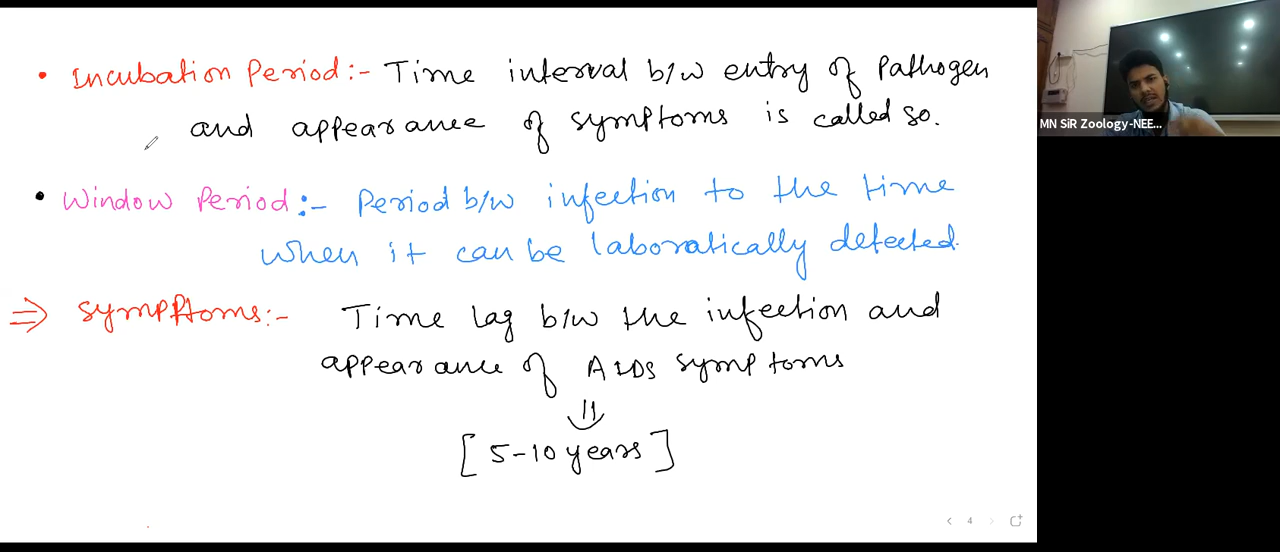 • Incubation Period:- Time interval b/w entry of Pathogen
and appearance of symptoms is called so.
• Window Period:- Period b/w infection to the time
when it can be laboratically detected.
⇒ Symptoms:- Time lag b/w the infection and
appearance of AIDS symptoms
[5-10 years]
MN SiR Zoology-NEE...
4